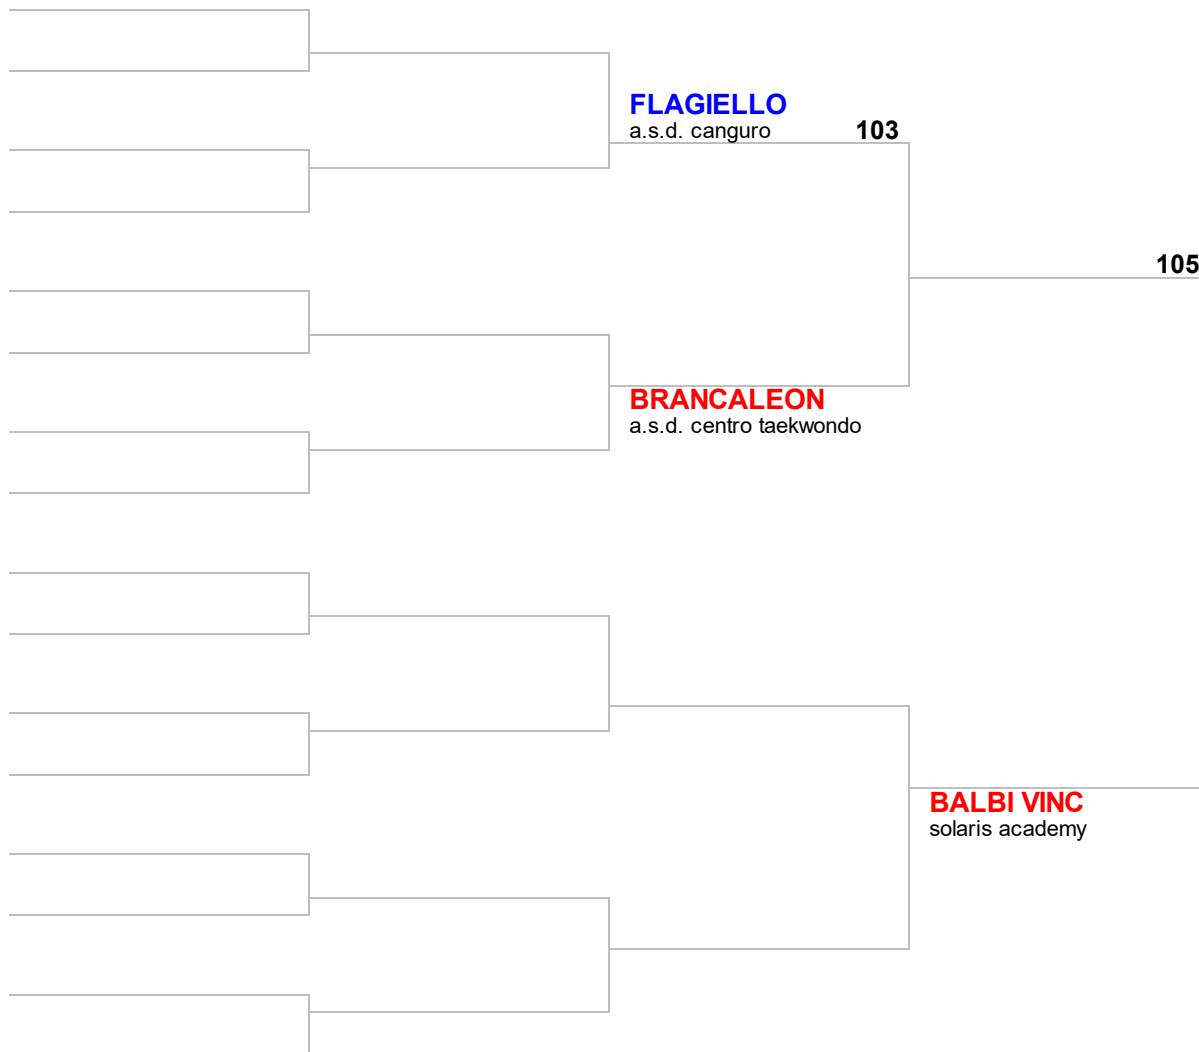 FLAGIELLO
a.s.d. canguro
103
105
BRANCALEON
a.s.d. centro taekwondo
BALBI VINC
solaris academy